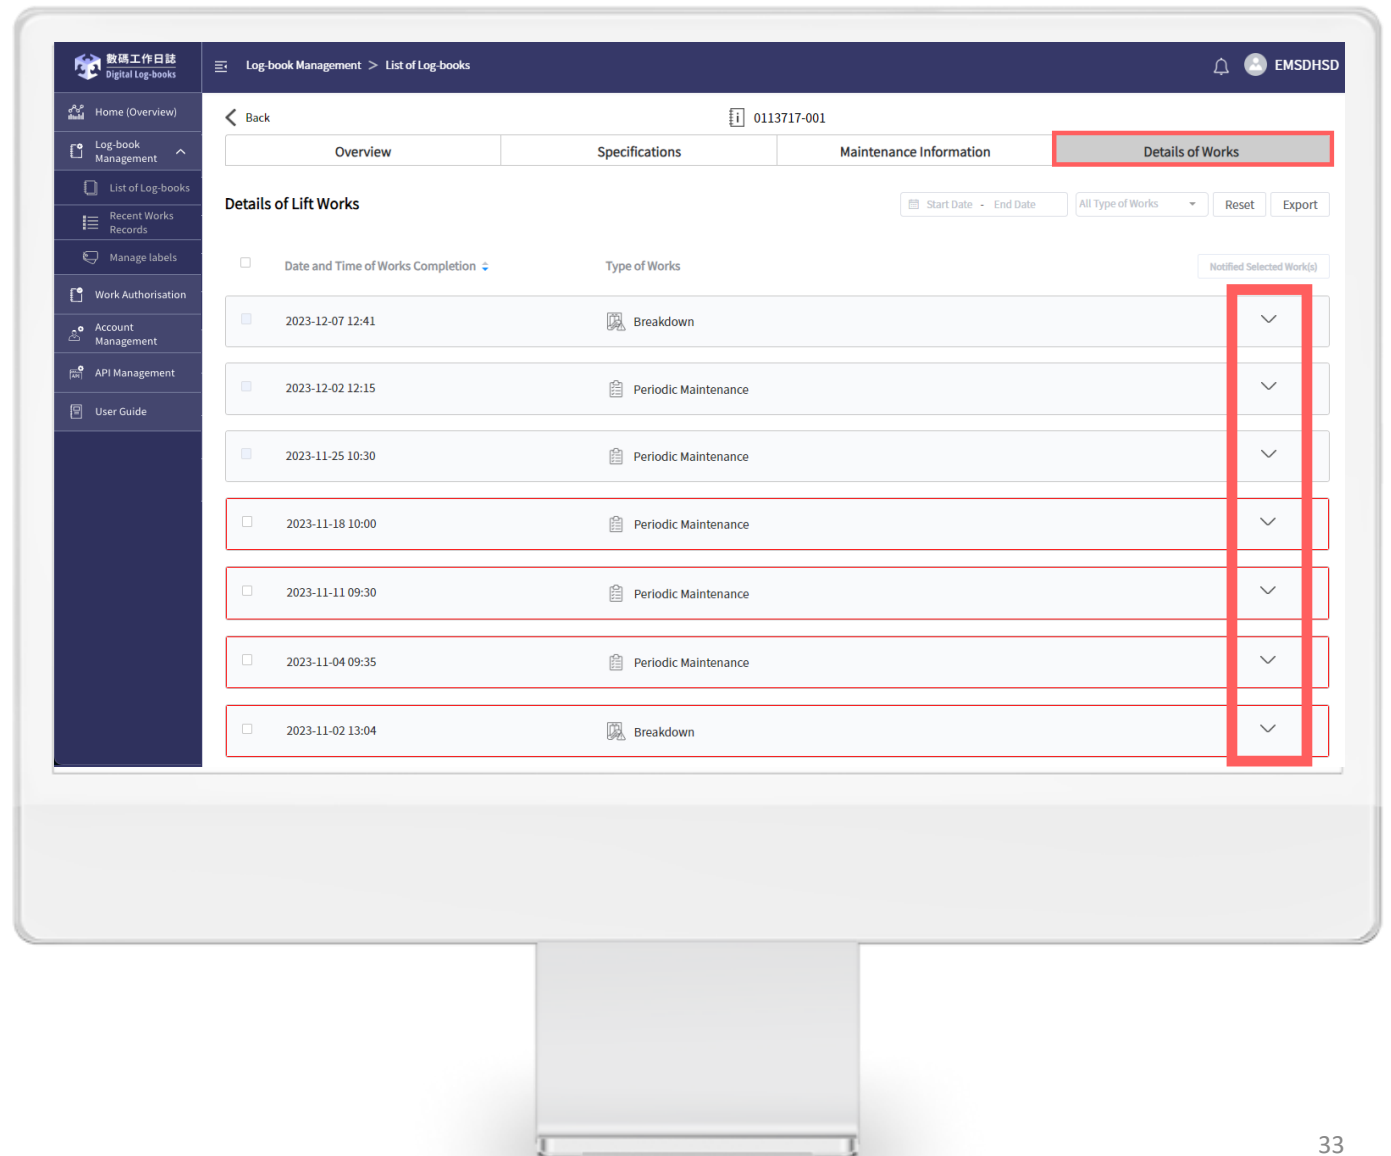 數碼工作日誌
Digital Log-books
Log-book Management > List of Log-books
EMSDHSD
Home (Overview)
Log-book
Management
List of Log-books
Recent Works
Records
Manage labels
Work Authorisation
Account
Management
API Management
User Guide
Back
0113717-001
Overview
Specifications
Maintenance Information
Details of Works
Details of Lift Works
Start Date - End Date
All Type of Works
Reset
Export
Date and Time of Works Completion
Type of Works
Notified Selected Work(s)
2023-12-07 12:41
Breakdown
2023-12-02 12:15
Periodic Maintenance
2023-11-25 10:30
Periodic Maintenance
2023-11-18 10:00
Periodic Maintenance
2023-11-11 09:30
Periodic Maintenance
2023-11-04 09:35
Periodic Maintenance
2023-11-02 13:04
Breakdown
33